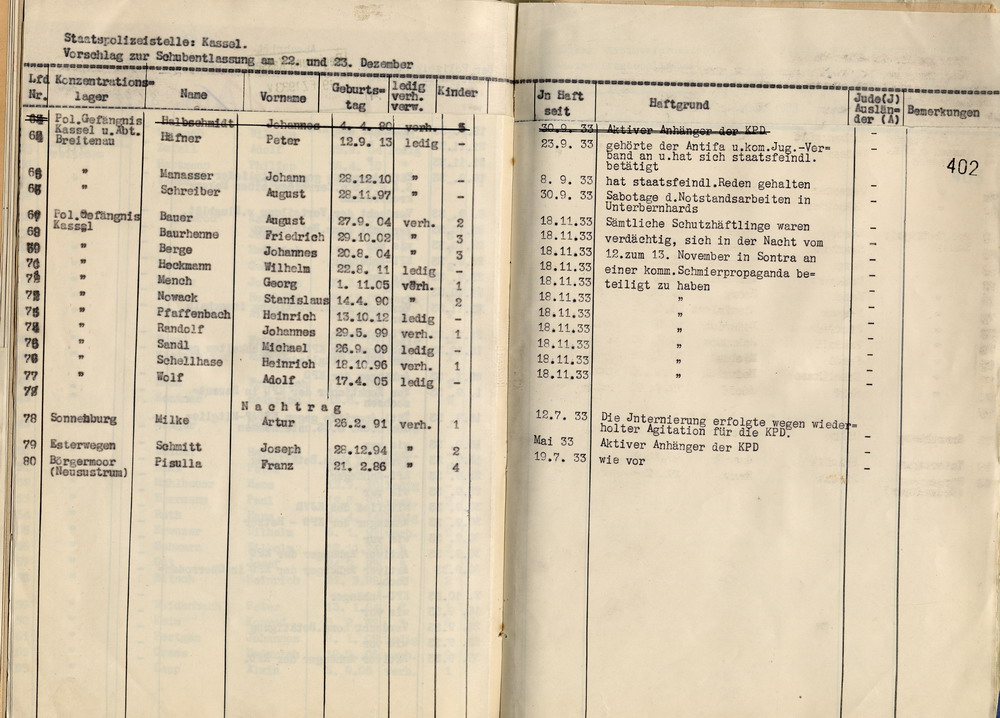 Staatspolizeistelle: Kassel.
Vorschlag zur Schubentlassung am 22. und 23. Dezember
Lfd Nr. Konzentrations= lager Name Vorname Geburts= tag ledig verh. verw. Kinder Jn Haft seit Haftgrund Jude(J) Auslän= der (A) Bemerkungen
Pol.Gefängnis Halbschmidt Johannes 4. 4. 90 verh. 5 30.9. 33 Aktiver Anhänger der KPD –
Kassel u.Abt. Häfner Peter 12.9. 13 ledig – 23.9. 33 gehörte der Antifa u.kom.Jug.-Ver= –
Breitenau band an u.hat sich staatsfeindl.
betätigt
402
" Manasser Johann 28.12.10 " – 8. 9. 33 hat staatsfeindl.Reden gehalten –
" Schreiber August 28.11.97 " – 30.9. 33 Sabotage d.Notstandsarbeiten in –
Unterbernhards
Pol.Gefängnis Bauer August 27.9. 04 verh. 2 18.11.33 Sämtliche Schutzhäftlinge waren –
Kassel Baurhenne Friedrich 29.10.02 " 3 18.11.33 verdächtig, sich in der Nacht vom –
" Berge Johannes 20.8. 04 " 3 18.11.33 12.zum 13. November in Sontra an –
" Heckmann Wilhelm 22.8. 11 ledig – 18.11.33 einer komm.Schmierpropaganda be= –
" Mench Georg 1. 11.05 verh. 1 18.11.33 teiligt zu haben –
" Nowack Stanislaus 14.4. 90 " 2 18.11.33 " –
" Pfaffenbach Heinrich 13.10.12 ledig – 18.11.33 " –
" Randolf Johannes 29.5. 99 verh. 1 18.11.33 " –
" Sandl Michael 26.9. 09 ledig – 18.11.33 " –
" Schellhase Heinrich 18.10.96 verh. 1 18.11.33 " –
77 " Wolf Adolf 17.4. 05 ledig – 18.11.33 " –
N a c h t r a g
78 Sonnenburg Milke Artur 26.2. 91 verh. 1 12.7. 33 Die Jnternierung erfolgte wegen wieder=
holter Agitation für die KPD. –
79 Esterwegen Schmitt Joseph 28.12.94 " 2 Mai 33 Aktiver Anhänger der KPD –
80 Börgermoor Pisulla Franz 21. 2.86 " 4 19.7. 33 wie vor –
(Neusustrum)